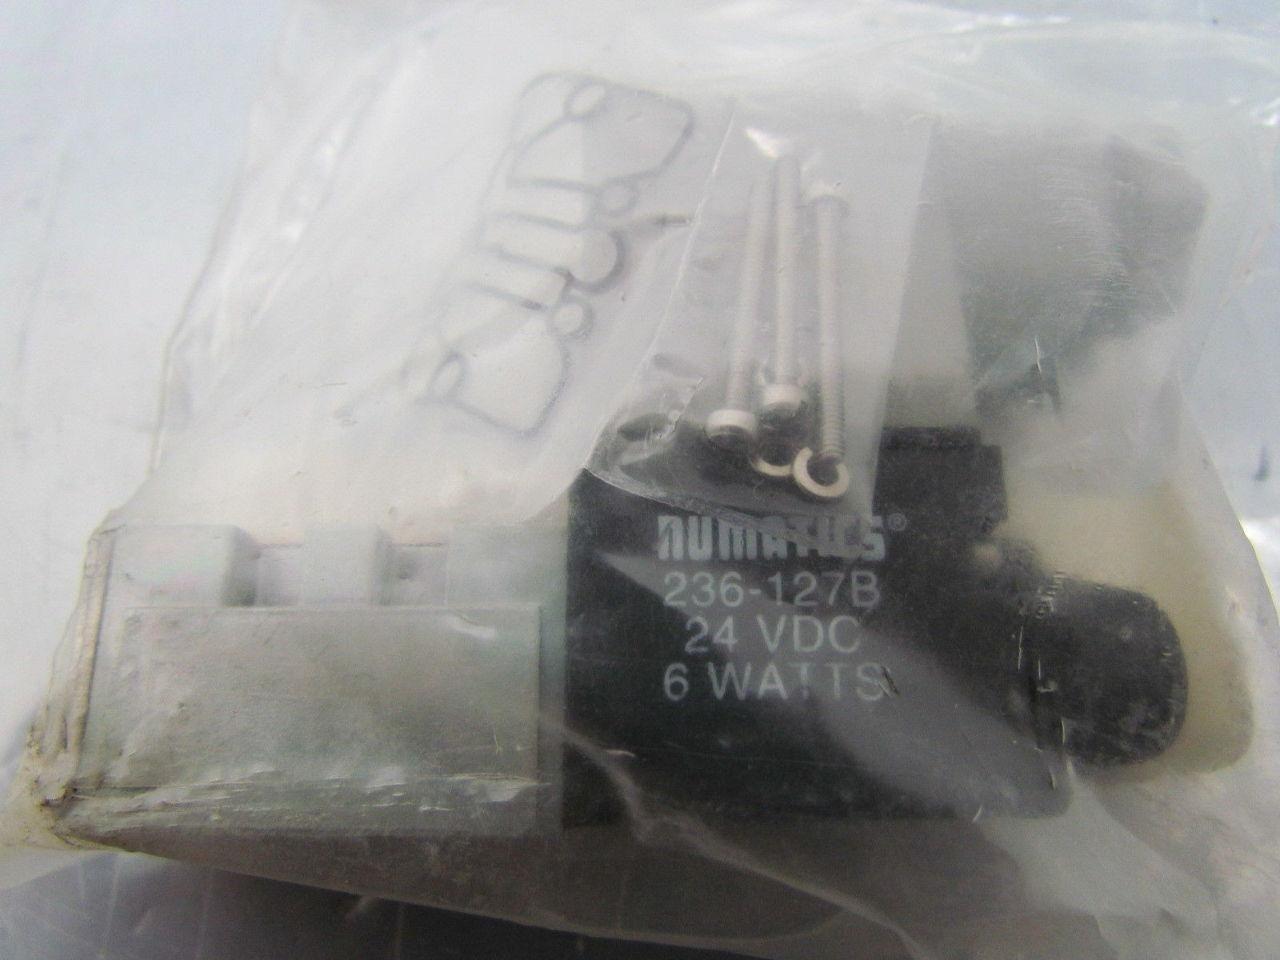 NUMATICS®
236-127B
24 VDC
6 WATTS